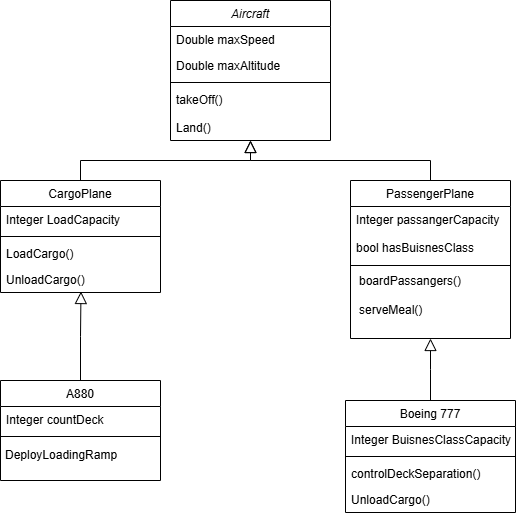 Aircraft
Double maxSpeed
Double maxAltitude
takeOff()
Land()
CargoPlane
Integer LoadCapacity
LoadCargo()
UnloadCargo()
PassengerPlane
Integer passangerCapacity
bool hasBuisnesClass
boardPassangers()
serveMeal()
A880
Integer countDeck
DeployLoadingRamp
Boeing 777
Integer BuisnesClassCapacity
controlDeckSeparation()
UnloadCargo()